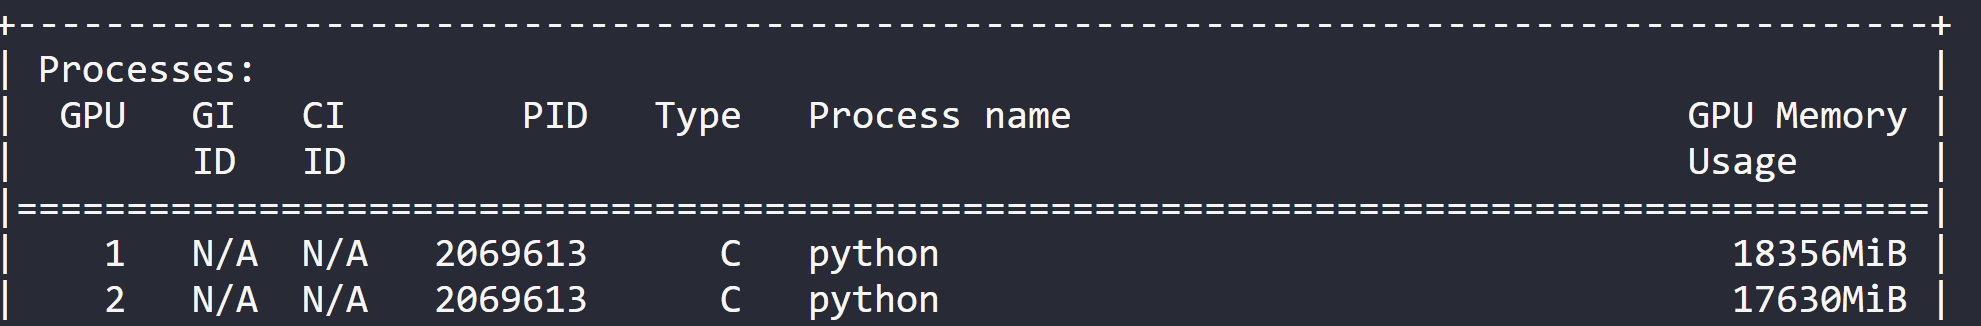 +---------------------------------------------------------------------------------------+
| Processes:                                                                            |
|  GPU   GI   CI        PID   Type   Process name                            GPU Memory |
|        ID   ID                                                             Usage      |
|=======================================================================================|
|    1   N/A  N/A   2069613      C   python                                    18356MiB |
|    2   N/A  N/A   2069613      C   python                                    17630MiB |